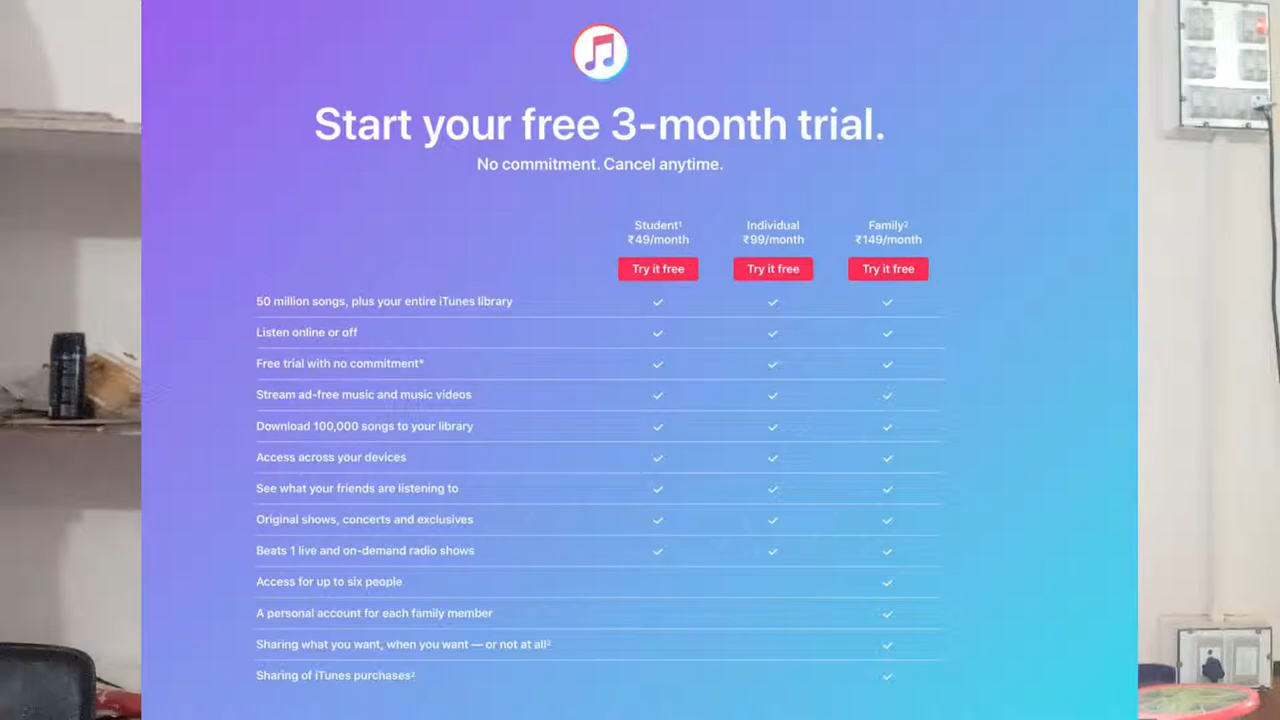 Start your free 3-month trial.
No commitment. Cancel anytime.
Student¹ Individual Family²
₹49/month ₹99/month ₹149/month
Try it free Try it free Try it free
50 million songs, plus your entire iTunes library
Listen online or off
Free trial with no commitment*
Stream ad-free music and music videos
Download 100,000 songs to your library
Access across your devices
See what your friends are listening to
Original shows, concerts and exclusives
Beats 1 live and on-demand radio shows
Access for up to six people
A personal account for each family member
Sharing what you want, when you want — or not at all²
Sharing of iTunes purchases²